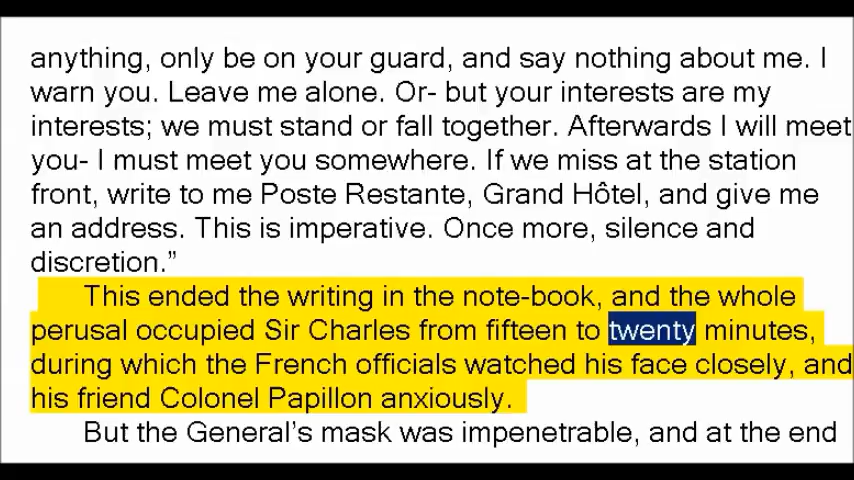 anything, only be on your guard, and say nothing about me. I
warn you. Leave me alone. Or- but your interests are my
interests; we must stand or fall together. Afterwards I will meet
you- I must meet you somewhere. If we miss at the station
front, write to me Poste Restante, Grand Hôtel, and give me
an address. This is imperative. Once more, silence and
discretion.”
This ended the writing in the note-book, and the whole
perusal occupied Sir Charles from fifteen to twenty minutes,
during which the French officials watched his face closely, and
his friend Colonel Papillon anxiously.
But the General’s mask was impenetrable, and at the end